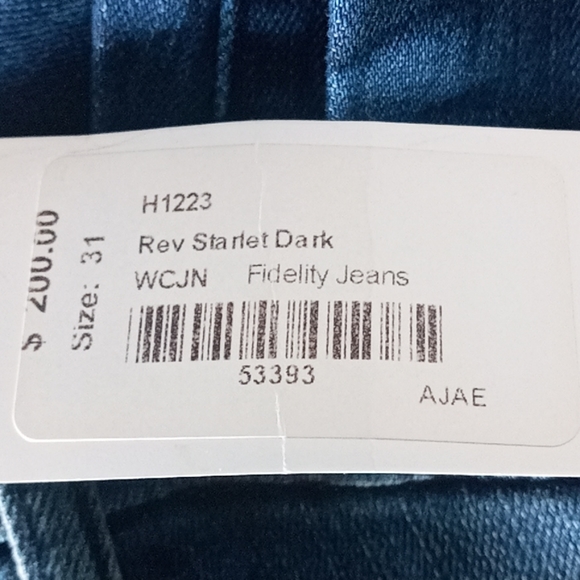 $ 200.00
Size: 31
H1223
Rev Starlet Dark
WCJN Fidelity Jeans
53393
AJAE